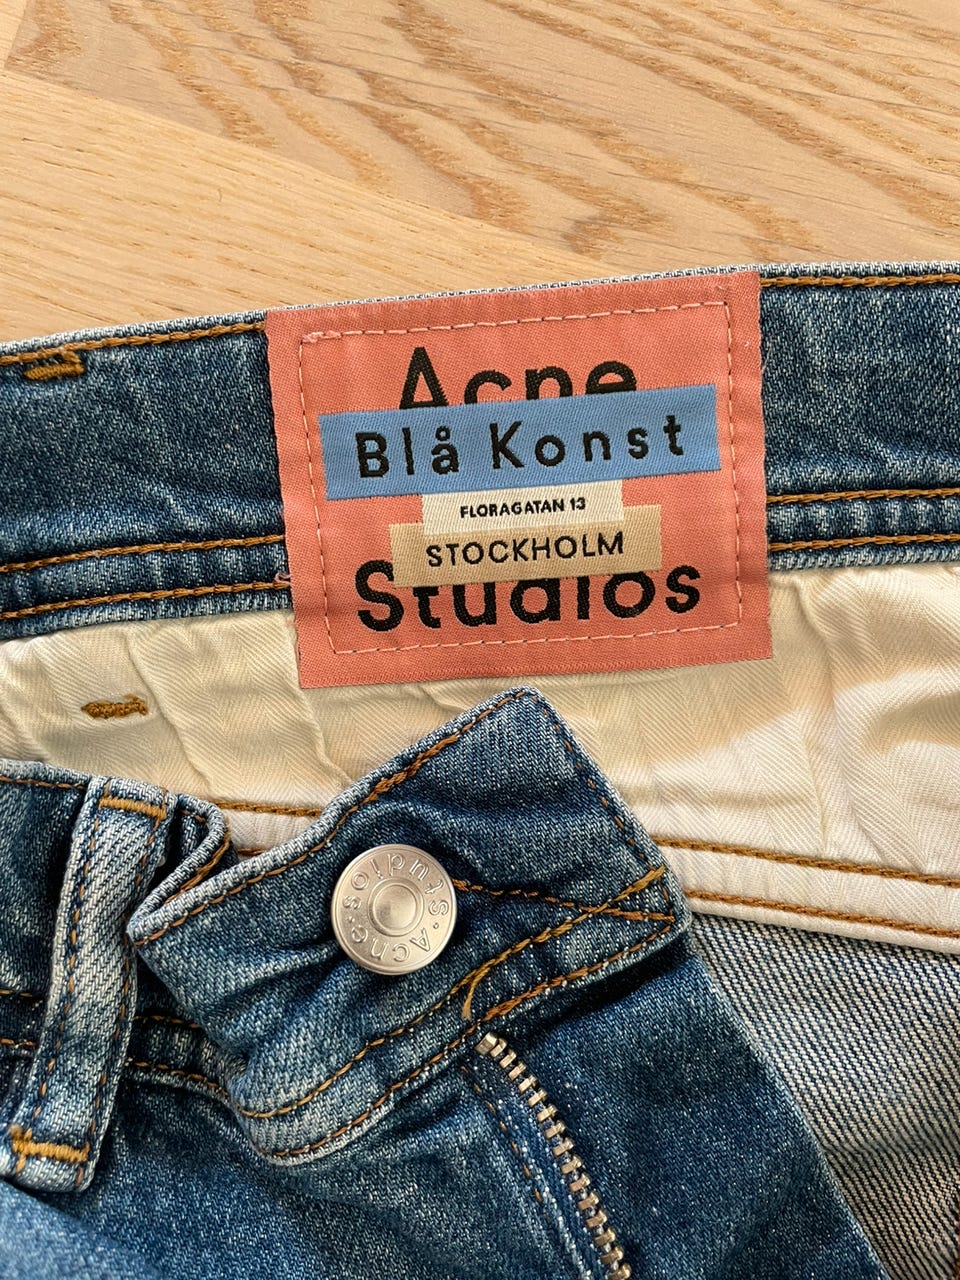 Acne
Blå Konst
FLORAGATAN 13
STOCKHOLM
Studios
Acne·Studios·